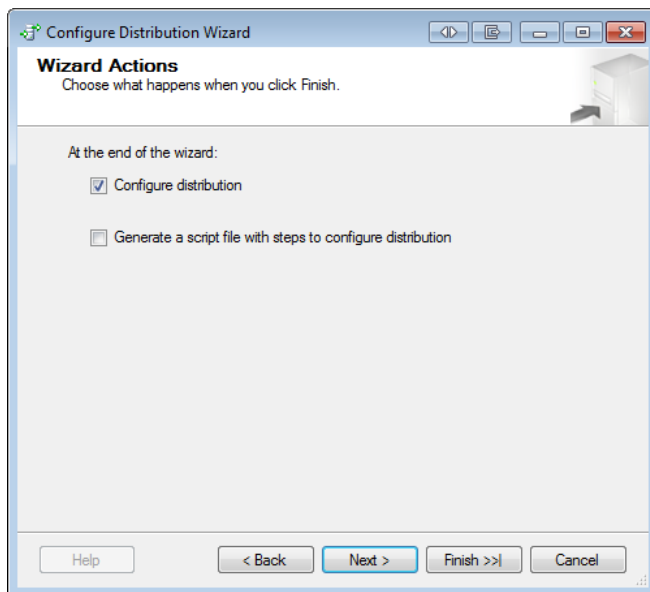 Configure Distribution Wizard
Wizard Actions
Choose what happens when you click Finish.
At the end of the wizard:
Configure distribution
Generate a script file with steps to configure distribution
Help
< Back
Next >
Finish >>|
Cancel